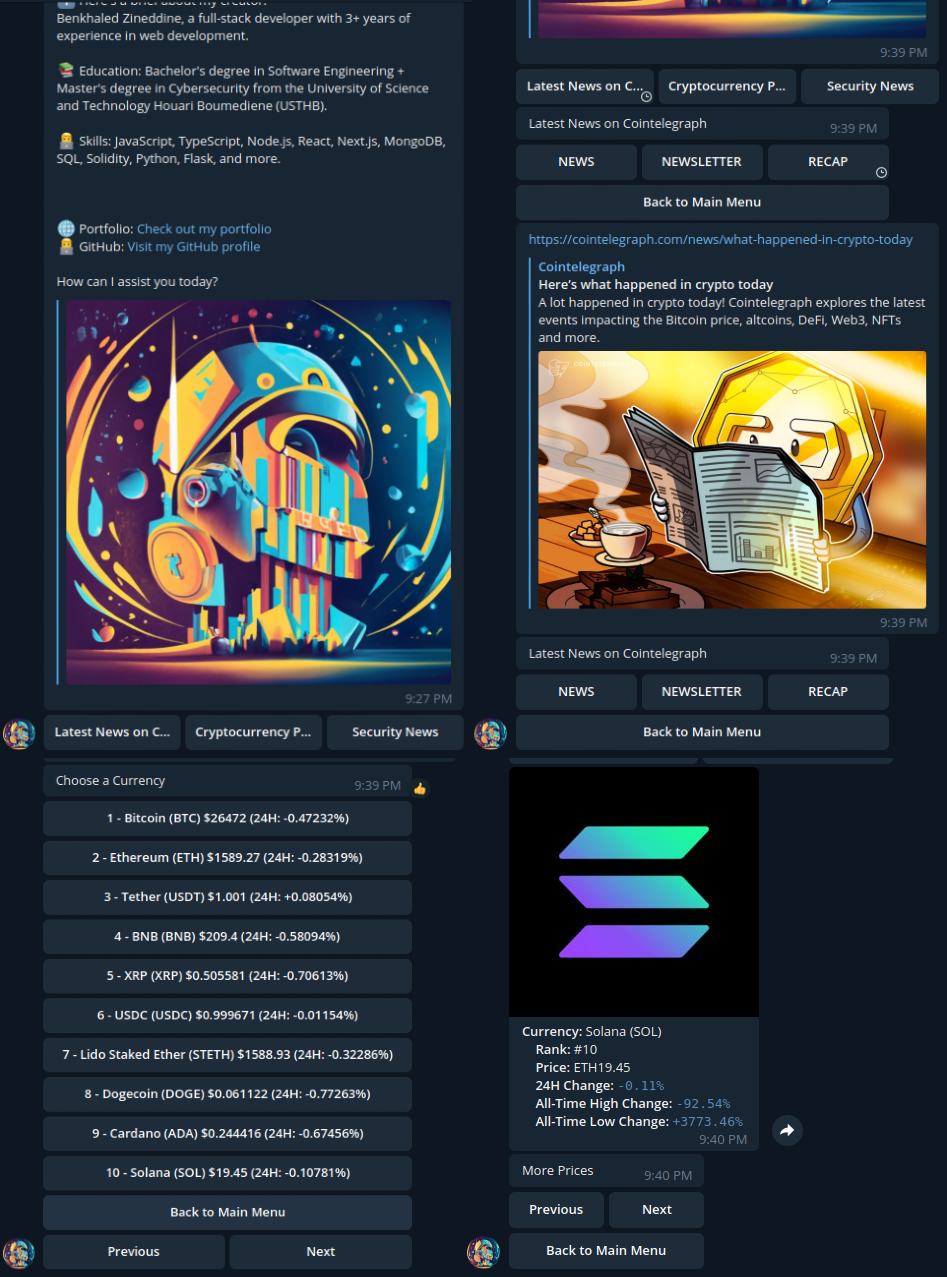 Here's a brief about my creator:
Benkhaled Zineddine, a full-stack developer with 3+ years of
experience in web development.
📚 Education: Bachelor's degree in Software Engineering +
Master's degree in Cybersecurity from the University of Science
and Technology Houari Boumediene (USTHB).
👨‍💻 Skills: JavaScript, TypeScript, Node.js, React, Next.js, MongoDB,
SQL, Solidity, Python, Flask, and more.
🌐 Portfolio: Check out my portfolio
👨‍💻 GitHub: Visit my GitHub profile
How can I assist you today?
9:27 PM
Latest News on C... Cryptocurrency P... Security News
9:39 PM
Latest News on C... Cryptocurrency P... Security News
Latest News on Cointelegraph 9:39 PM
NEWS NEWSLETTER RECAP
Back to Main Menu
https://cointelegraph.com/news/what-happened-in-crypto-today
Cointelegraph
Here's what happened in crypto today
A lot happened in crypto today! Cointelegraph explores the latest
events impacting the Bitcoin price, altcoins, DeFi, Web3, NFTs
and more.
9:39 PM
Latest News on Cointelegraph 9:39 PM
NEWS NEWSLETTER RECAP
Back to Main Menu
Choose a Currency 9:39 PM 👍
1 - Bitcoin (BTC) $26472 (24H: -0.47232%)
2 - Ethereum (ETH) $1589.27 (24H: -0.28319%)
3 - Tether (USDT) $1.001 (24H: +0.08054%)
4 - BNB (BNB) $209.4 (24H: -0.58094%)
5 - XRP (XRP) $0.505581 (24H: -0.70613%)
6 - USDC (USDC) $0.999671 (24H: -0.01154%)
7 - Lido Staked Ether (STETH) $1588.93 (24H: -0.32286%)
8 - Dogecoin (DOGE) $0.061122 (24H: -0.77263%)
9 - Cardano (ADA) $0.244416 (24H: -0.67456%)
10 - Solana (SOL) $19.45 (24H: -0.10781%)
Back to Main Menu
Previous Next
Currency: Solana (SOL)
Rank: #10
Price: ETH19.45
24H Change: -0.11%
All-Time High Change: -92.54%
All-Time Low Change: +3773.46%
9:40 PM
More Prices 9:40 PM
Previous Next
Back to Main Menu